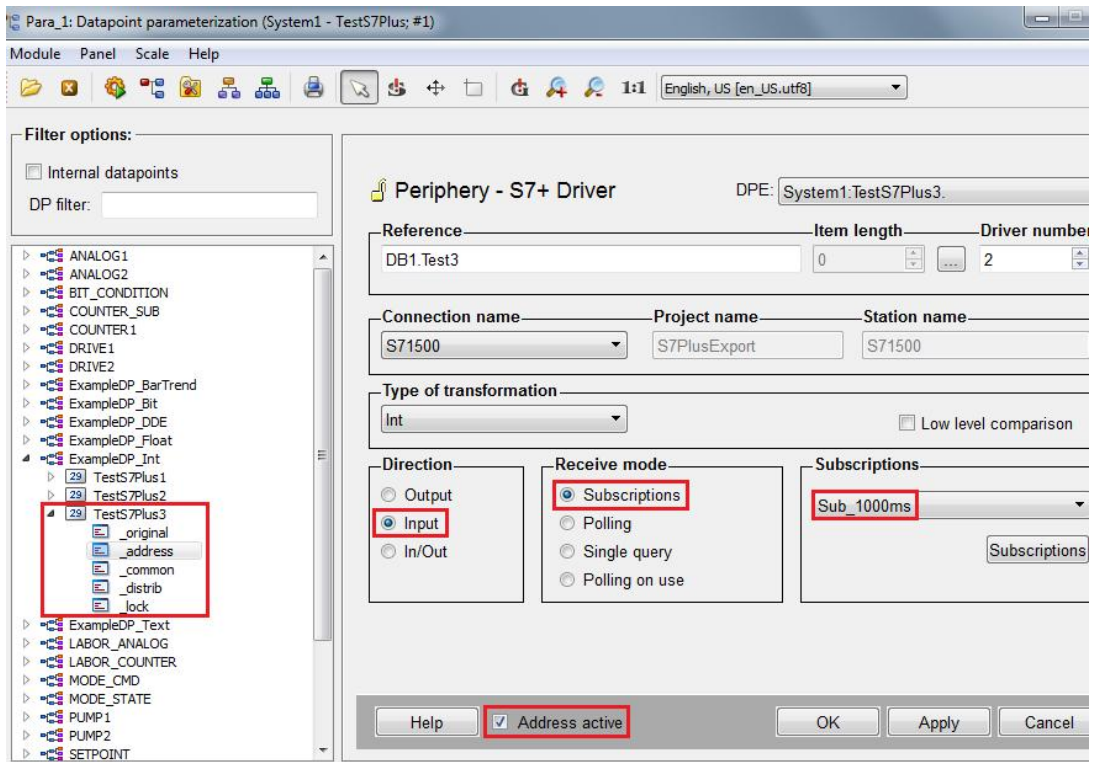 Para_1: Datapoint parameterization (System1 - TestS7Plus; #1)
Module Panel Scale Help
1:1 English, US [en_US.utf8]
Filter options:
Internal datapoints
DP filter:
ANALOG1
ANALOG2
BIT_CONDITION
COUNTER_SUB
COUNTER1
DRIVE1
DRIVE2
ExampleDP_BarTrend
ExampleDP_Bit
ExampleDP_DDE
ExampleDP_Float
ExampleDP_Int
29 TestS7Plus1
29 TestS7Plus2
29 TestS7Plus3
_original
_address
_common
_distrib
_lock
ExampleDP_Text
LABOR_ANALOG
LABOR_COUNTER
MODE_CMD
MODE_STATE
PUMP1
PUMP2
SETPOINT
Periphery - S7+ Driver DPE: System1:TestS7Plus3.
Reference Item length Driver number
DB1.Test3 0 ... 2
Connection name Project name Station name
S71500 S7PlusExport S71500
Type of transformation
Int Low level comparison
Direction Receive mode Subscriptions
Output Subscriptions Sub_1000ms
Input Polling
In/Out Single query Subscriptions
Polling on use
Help Address active OK Apply Cancel